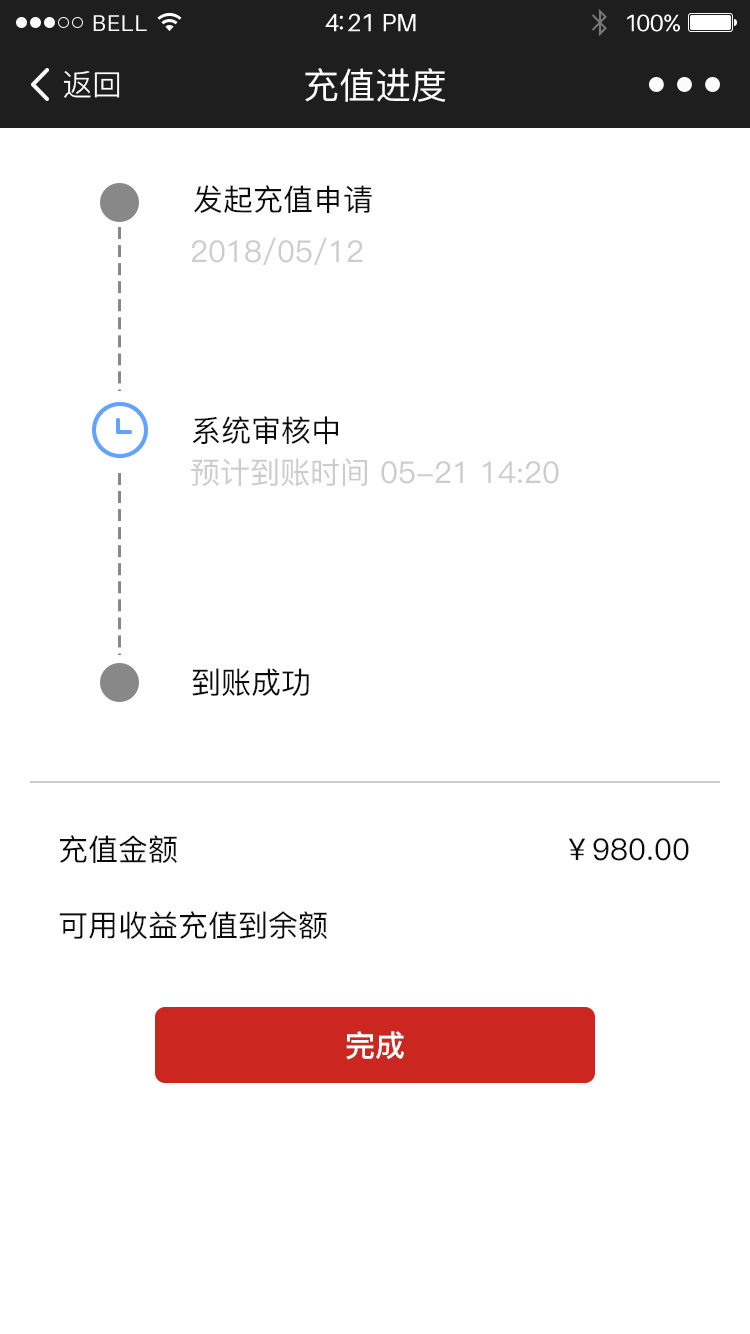 BELL 4:21 PM 100%
返回 充值进度
发起充值申请
2018/05/12
系统审核中
预计到账时间 05-21 14:20
到账成功
充值金额 ¥980.00
可用收益充值到余额
完成